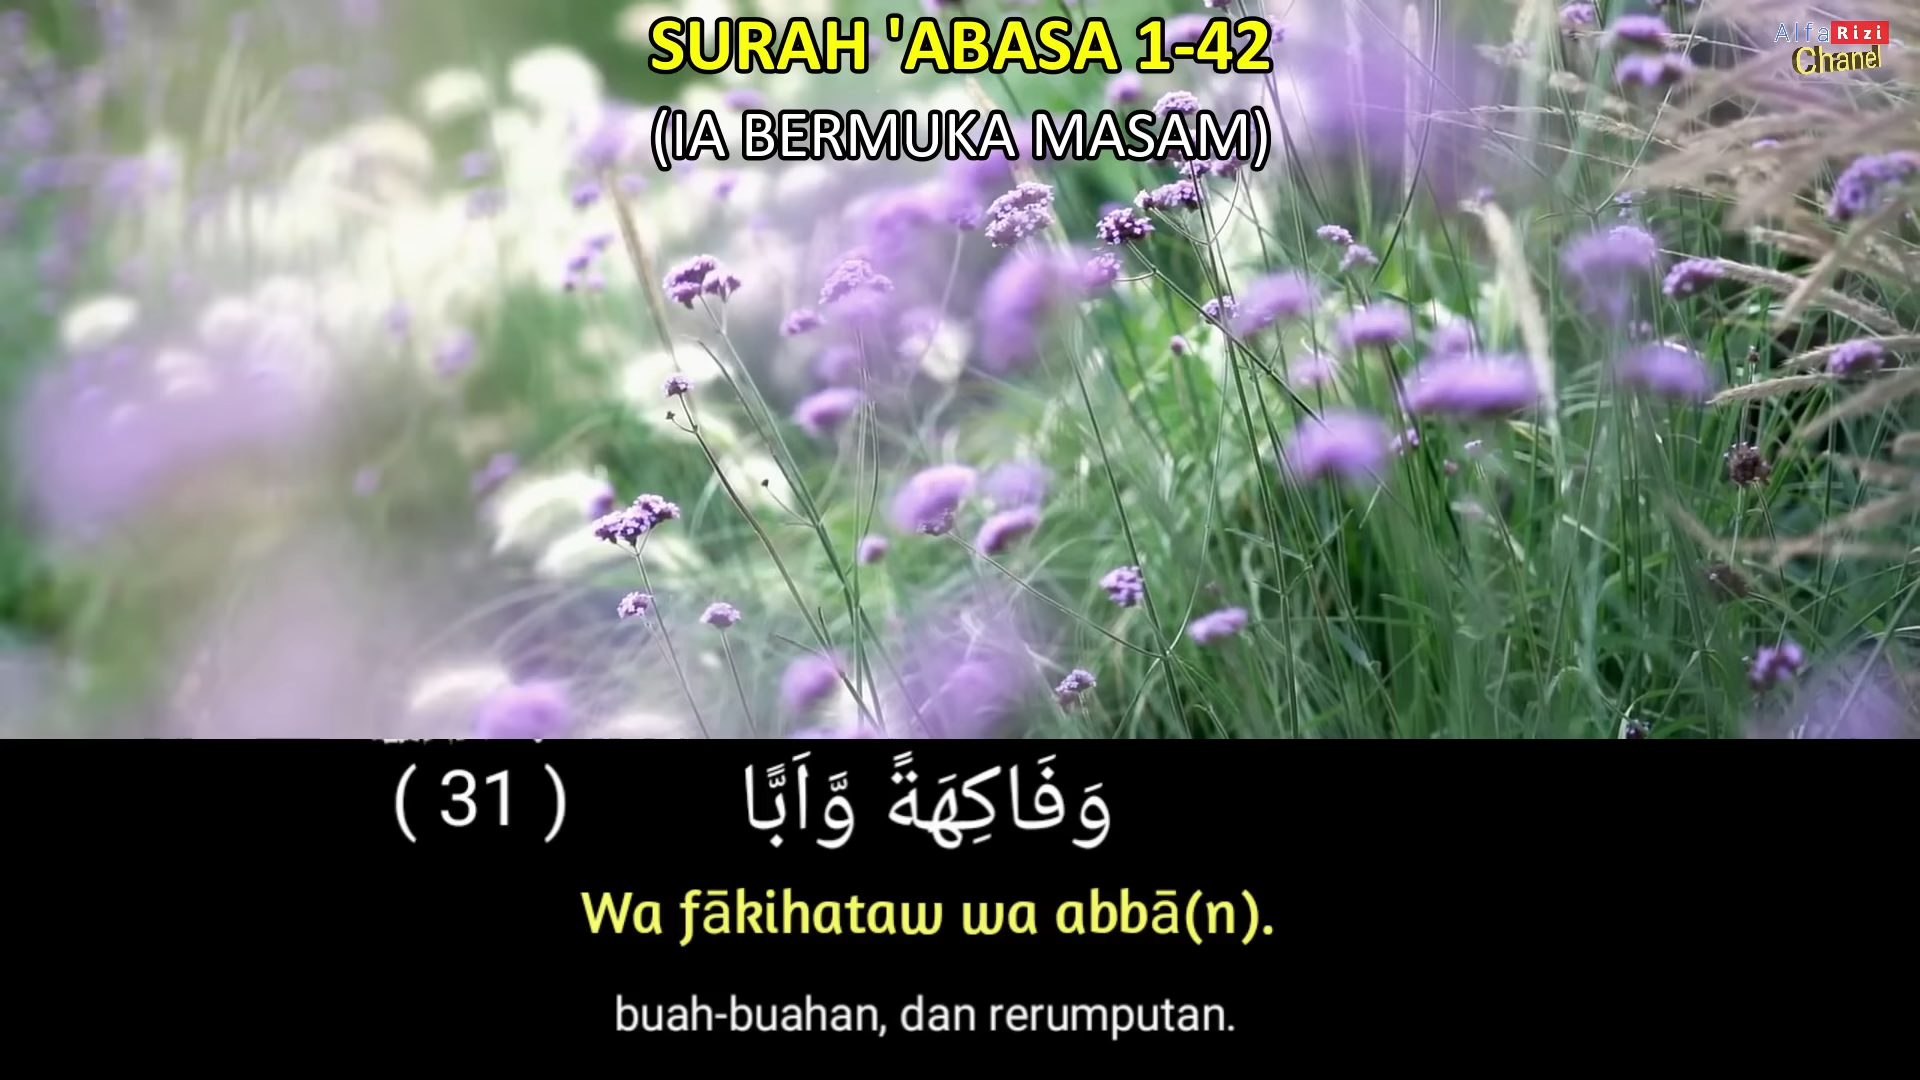 SURAH 'ABASA 1-42
(IA BERMUKA MASAM)
Alfa Rizi
Chanel
وَفَاكِهَةً وَّاَبًّا ( 31 )
Wa fākihataw wa abbā(n).
buah-buahan, dan rerumputan.